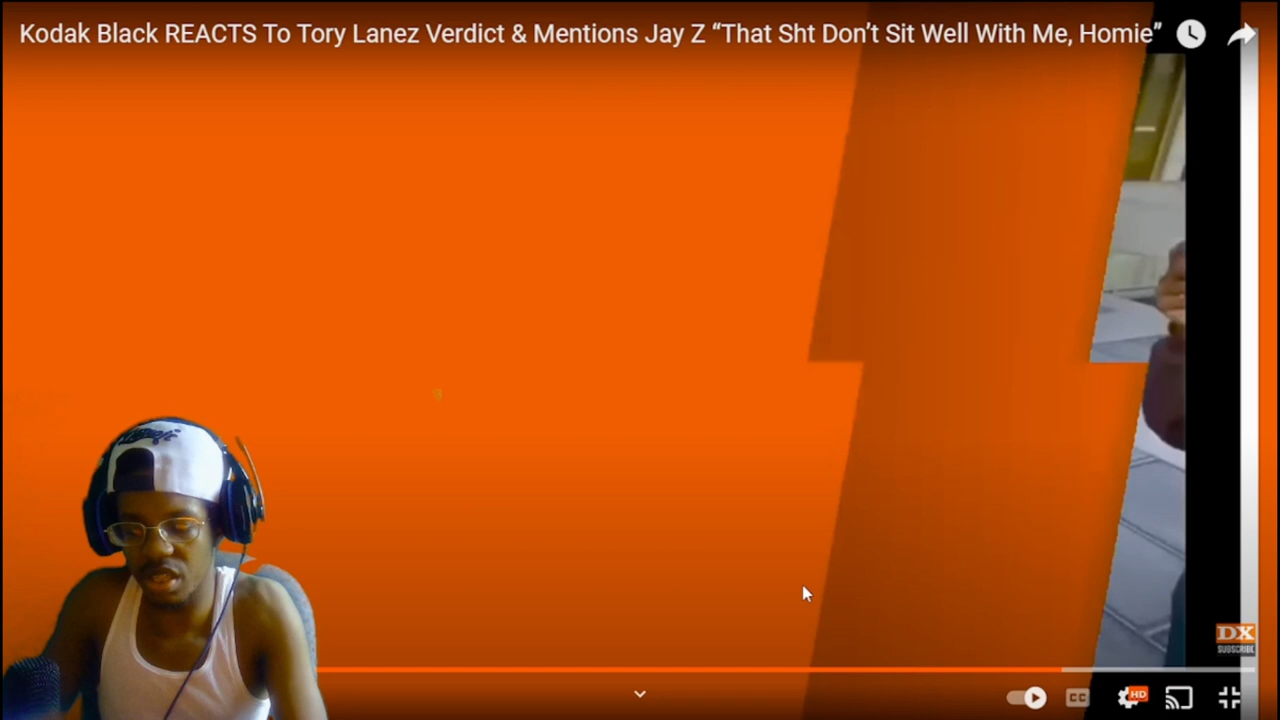 Kodak Black REACTS To Tory Lanez Verdict & Mentions Jay Z “That Sht Don’t Sit Well With Me, Homie”
DX
SUBSCRIBE
CC
HD